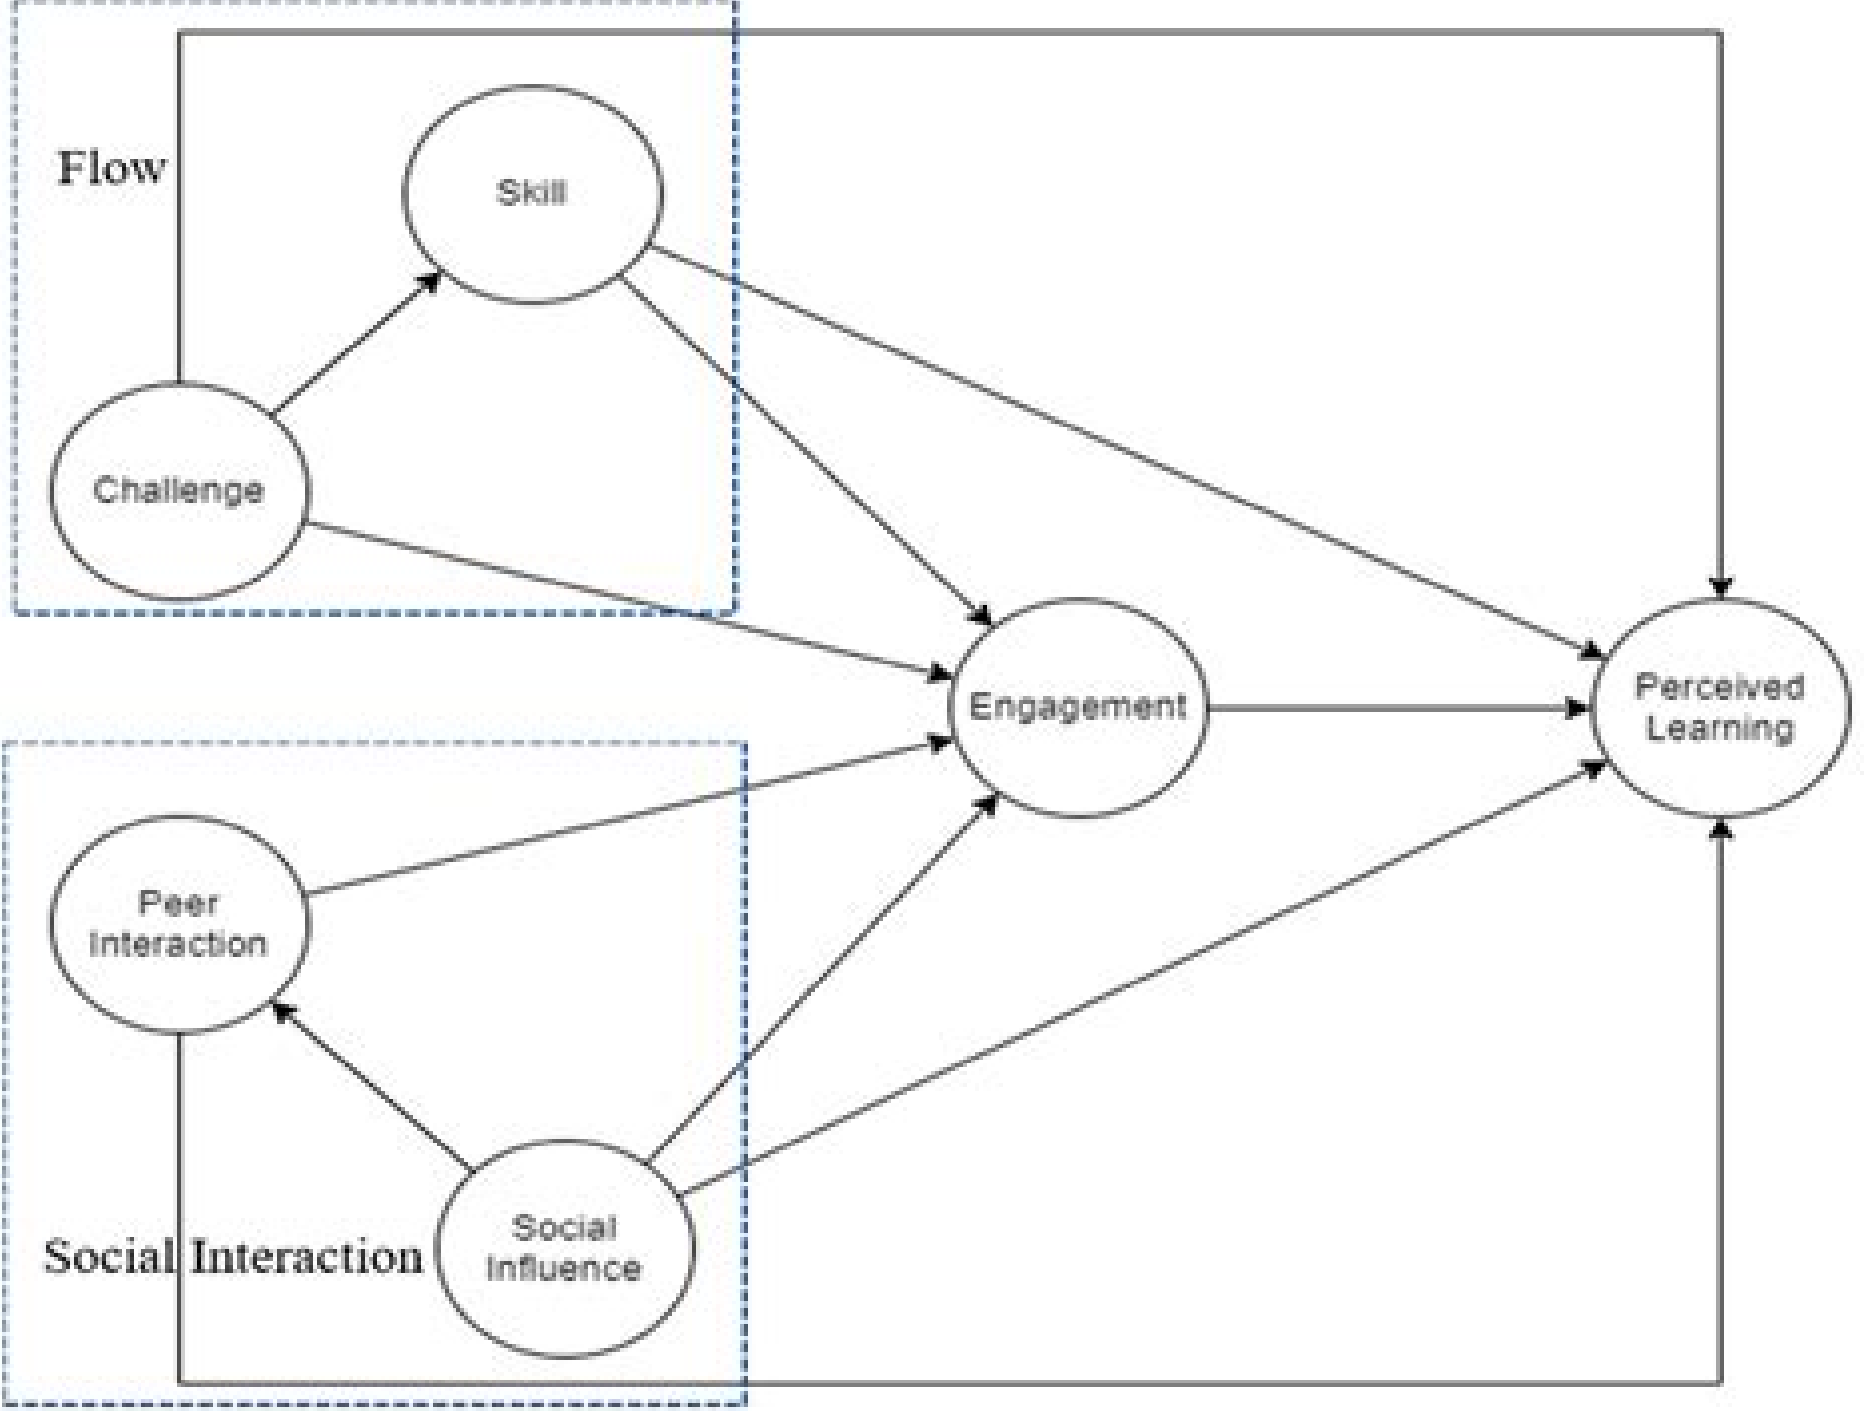 Flow
Skill
Challenge
Engagement
Perceived
Learning
Peer
Interaction
Social Interaction
Social
Influence